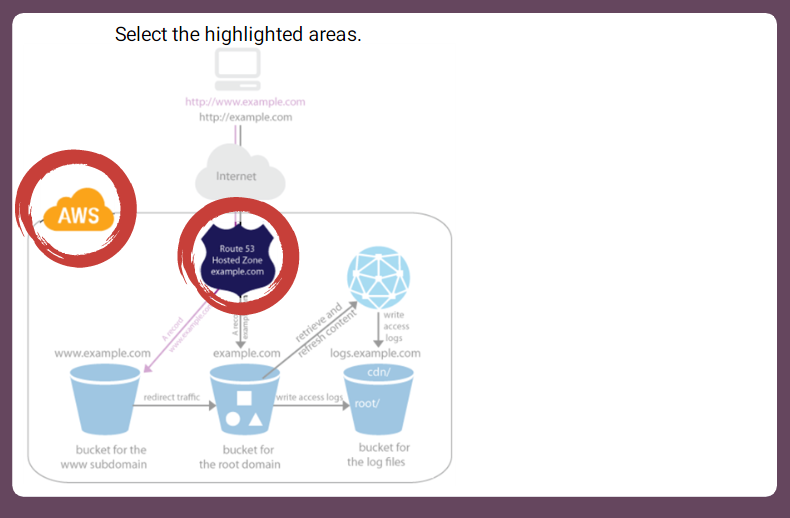 Select the highlighted areas.
http://www.example.com
http://example.com
Internet
AWS
Route 53
Hosted Zone
example.com
A record
www.example.com
A record
retrieve and
refresh content
write
access
logs
www.example.com
example.com
logs.example.com
cdn/
redirect traffic
write access logs
root/
bucket for the
www subdomain
bucket for
the root domain
bucket for
the log files